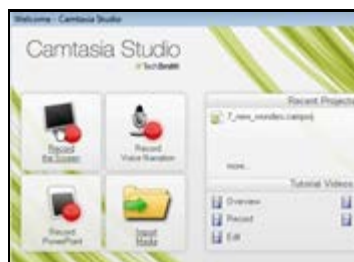 Welcome - Camtasia Studio
Camtasia Studio
TechSmith
Record
the Screen
Record
Voice Narration
Record
PowerPoint
Import
Media
Recent Projects
7_new_wonders.camproj
more...
Tutorial Videos
Overview
Record
Edit